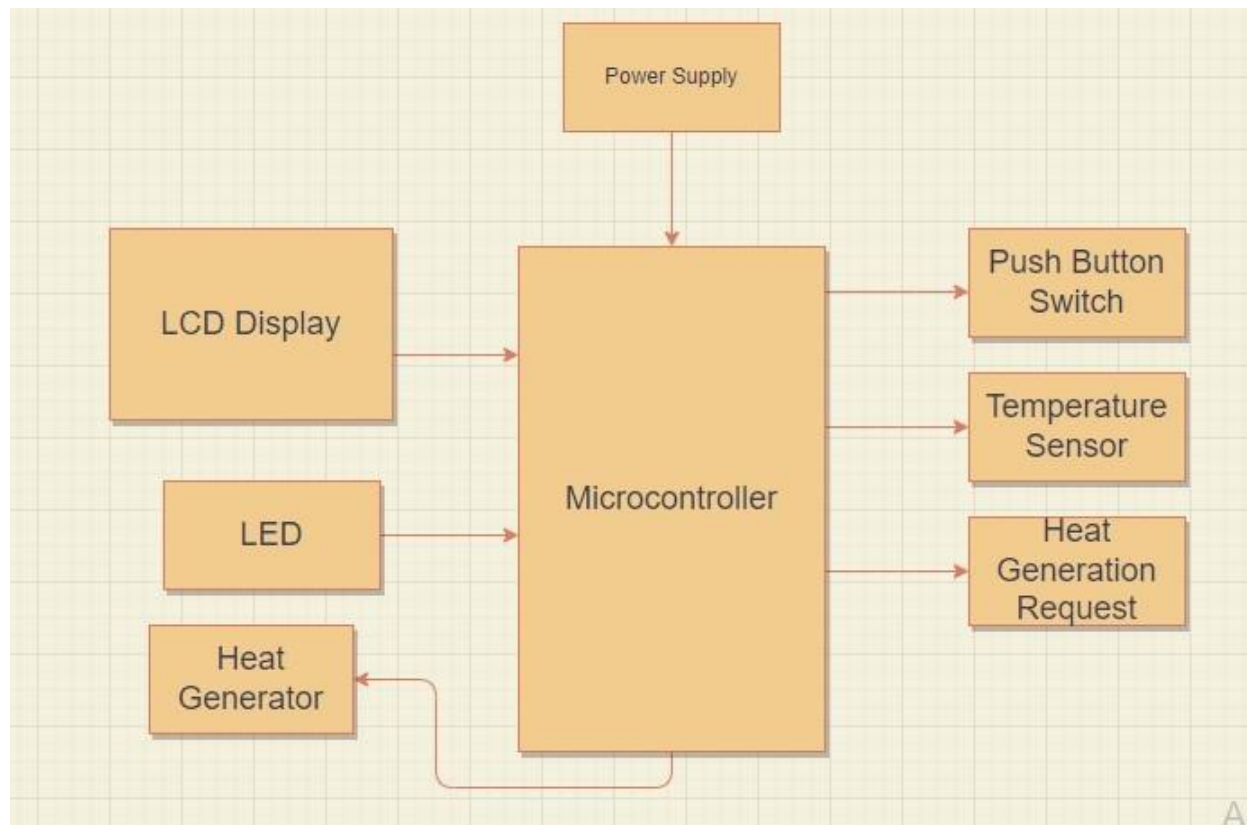 Power Supply
LCD Display
Push Button
Switch
Temperature
Sensor
Microcontroller
LED
Heat
Generation
Request
Heat
Generator
A